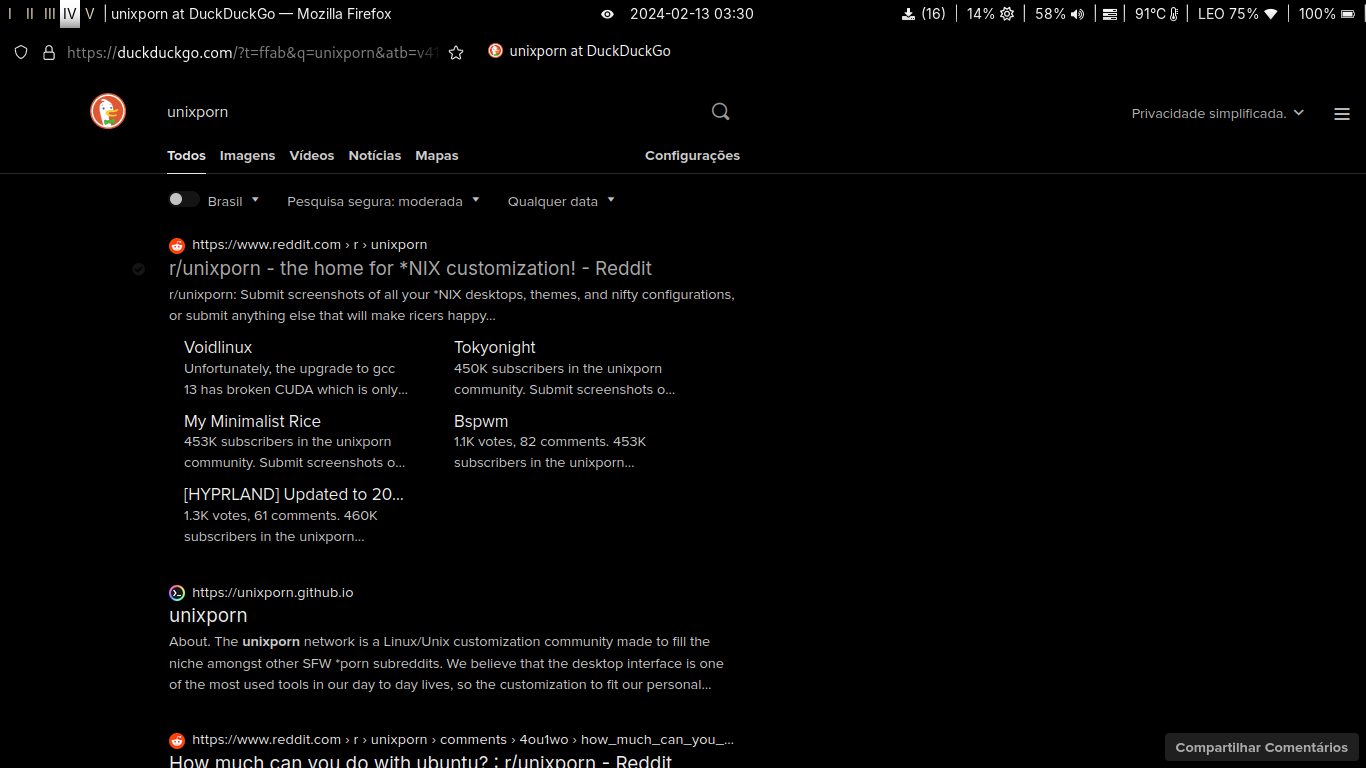 I II III IV V unixporn at DuckDuckGo — Mozilla Firefox 2024-02-13 03:30 (16) 14% 58% 91°C LEO 75% 100%
https://duckduckgo.com/?t=ffab&q=unixporn&atb=v41 unixporn at DuckDuckGo
unixporn
Privacidade simplificada.
Todos Imagens Vídeos Notícias Mapas Configurações
Brasil Pesquisa segura: moderada Qualquer data
https://www.reddit.com › r › unixporn
r/unixporn - the home for *NIX customization! - Reddit
r/unixporn: Submit screenshots of all your *NIX desktops, themes, and nifty configurations,
or submit anything else that will make ricers happy...
Voidlinux
Unfortunately, the upgrade to gcc
13 has broken CUDA which is only...
Tokyonight
450K subscribers in the unixporn
community. Submit screenshots o...
My Minimalist Rice
453K subscribers in the unixporn
community. Submit screenshots o...
Bspwm
1.1K votes, 82 comments. 453K
subscribers in the unixporn...
[HYPRLAND] Updated to 20...
1.3K votes, 61 comments. 460K
subscribers in the unixporn...
https://unixporn.github.io
unixporn
About. The unixporn network is a Linux/Unix customization community made to fill the
niche amongst other SFW *porn subreddits. We believe that the desktop interface is one
of the most used tools in our day to day lives, so the customization to fit our personal...
https://www.reddit.com › r › unixporn › comments › 4ou1wo › how_much_can_you_...
How much can you do with ubuntu? : r/unixporn - Reddit
Compartilhar Comentários